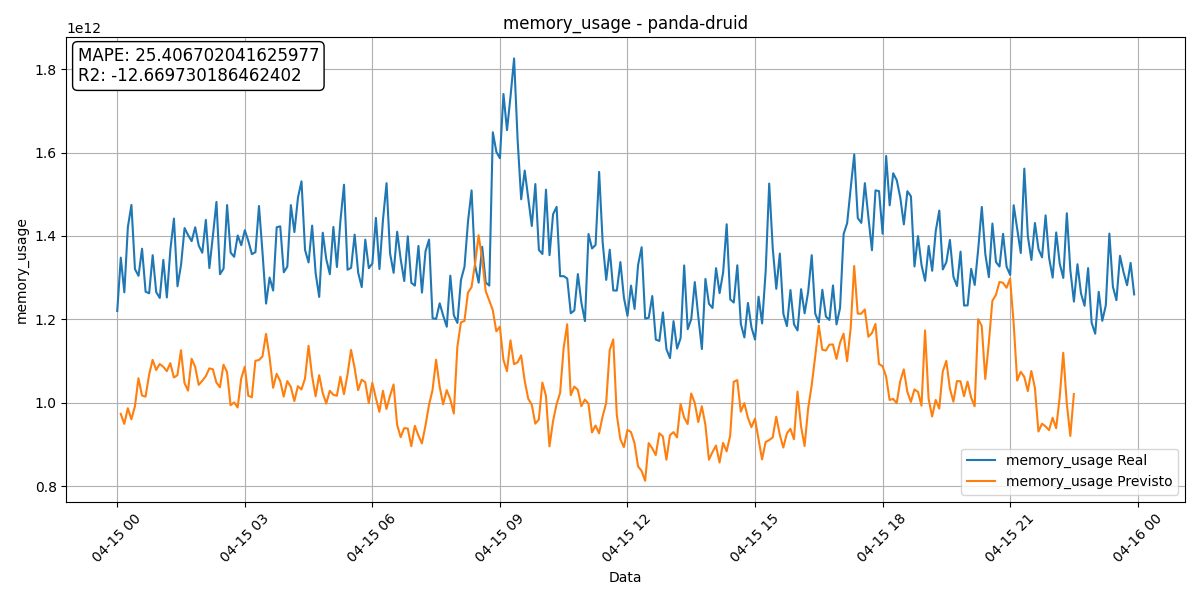 memory_usage - panda-druid
1e12
MAPE: 25.406702041625977
R2: -12.669730186462402
1.8
1.6
1.4
1.2
1.0
0.8
memory_usage
memory_usage Real
memory_usage Previsto
04-15 00
04-15 03
04-15 06
04-15 09
04-15 12
04-15 15
04-15 18
04-15 21
04-16 00
Data